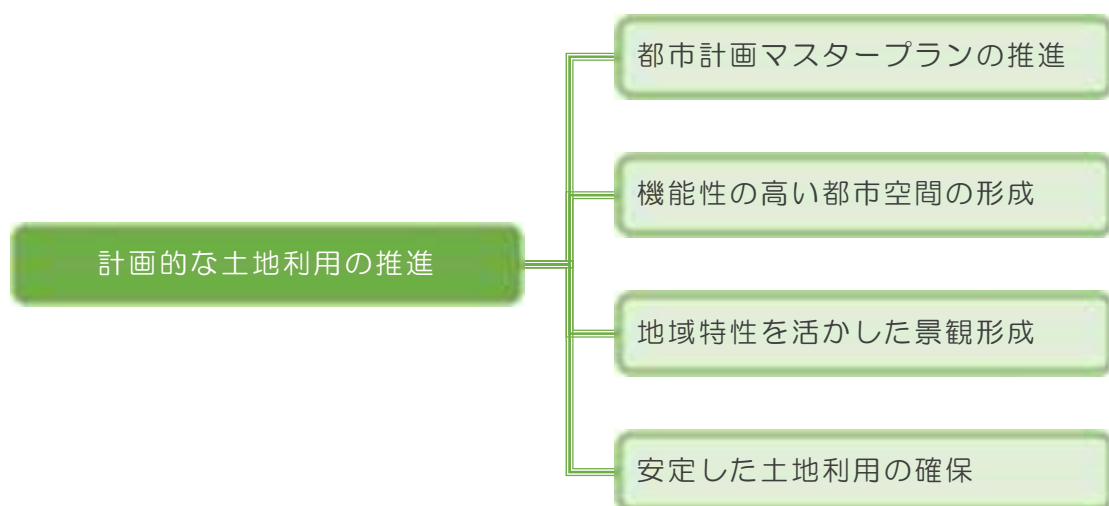 都市計画マスタープランの推進
機能性の高い都市空間の形成
計画的な土地利用の推進
地域特性を活かした景観形成
安定した土地利用の確保